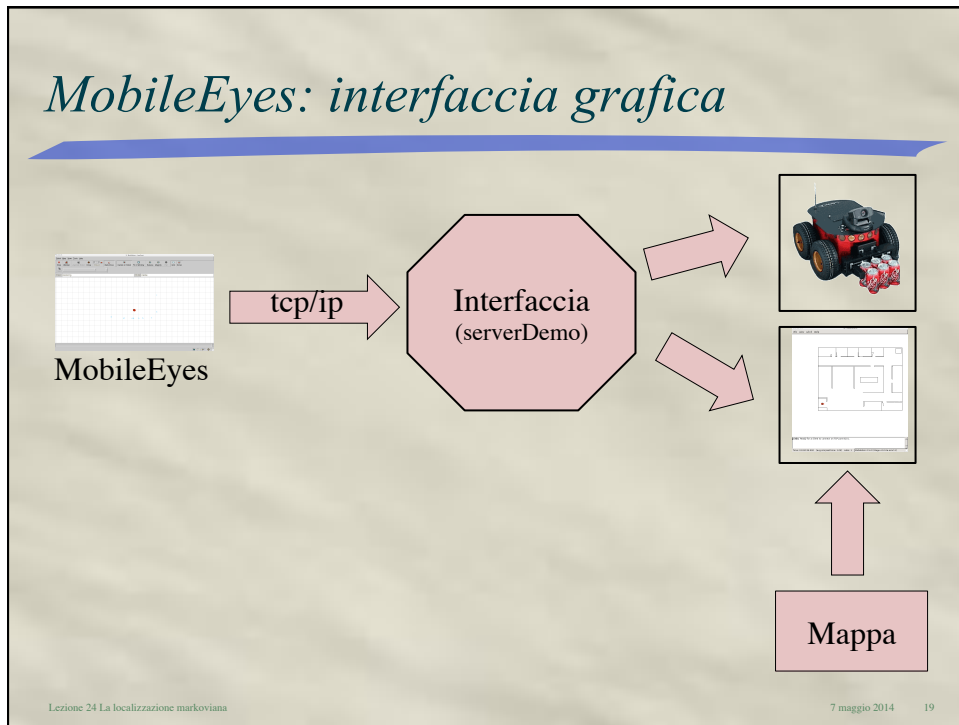 MobileEyes: interfaccia grafica
tcp/ip
Interfaccia
(serverDemo)
MobileEyes
Mappa
Lezione 24 La localizzazione markoviana
7 maggio 2014
19